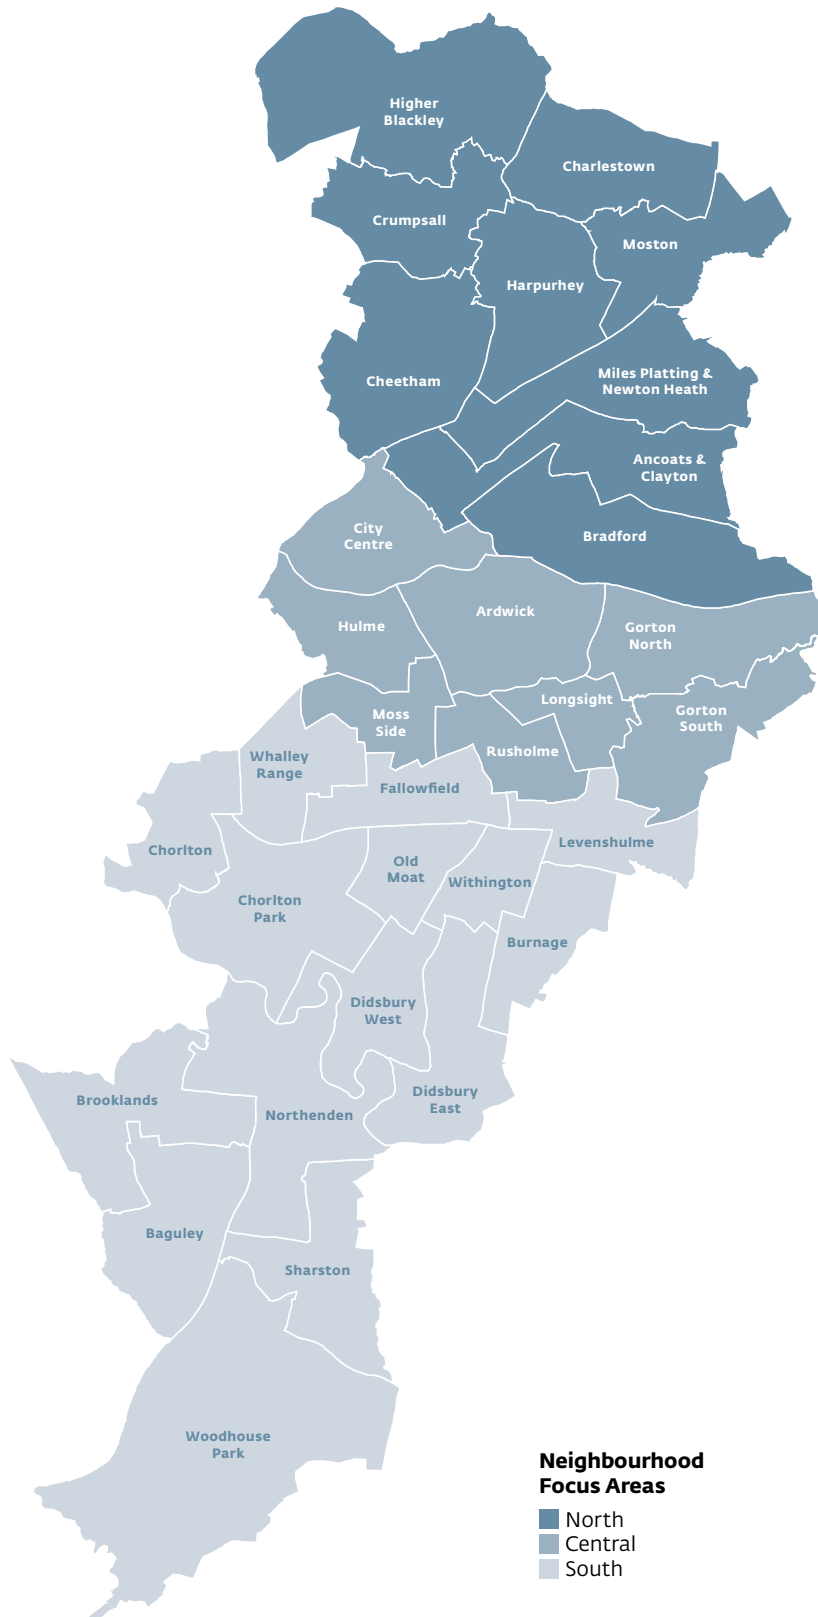 Higher
Blackley
Charlestown
Crumpsall
Moston
Harpurhey
Cheetham
Miles Platting &
Newton Heath
Ancoats &
Clayton
City
Centre
Bradford
Ardwick
Hulme
Gorton
North
Longsight
Moss
Side
Gorton
South
Rusholme
Whalley
Range
Fallowfield
Chorlton
Levenshulme
Old
Moat
Withington
Chorlton
Park
Burnage
Didsbury
West
Brooklands
Didsbury
East
Northenden
Baguley
Sharston
Woodhouse
Park
Neighbourhood
Focus Areas
North
Central
South